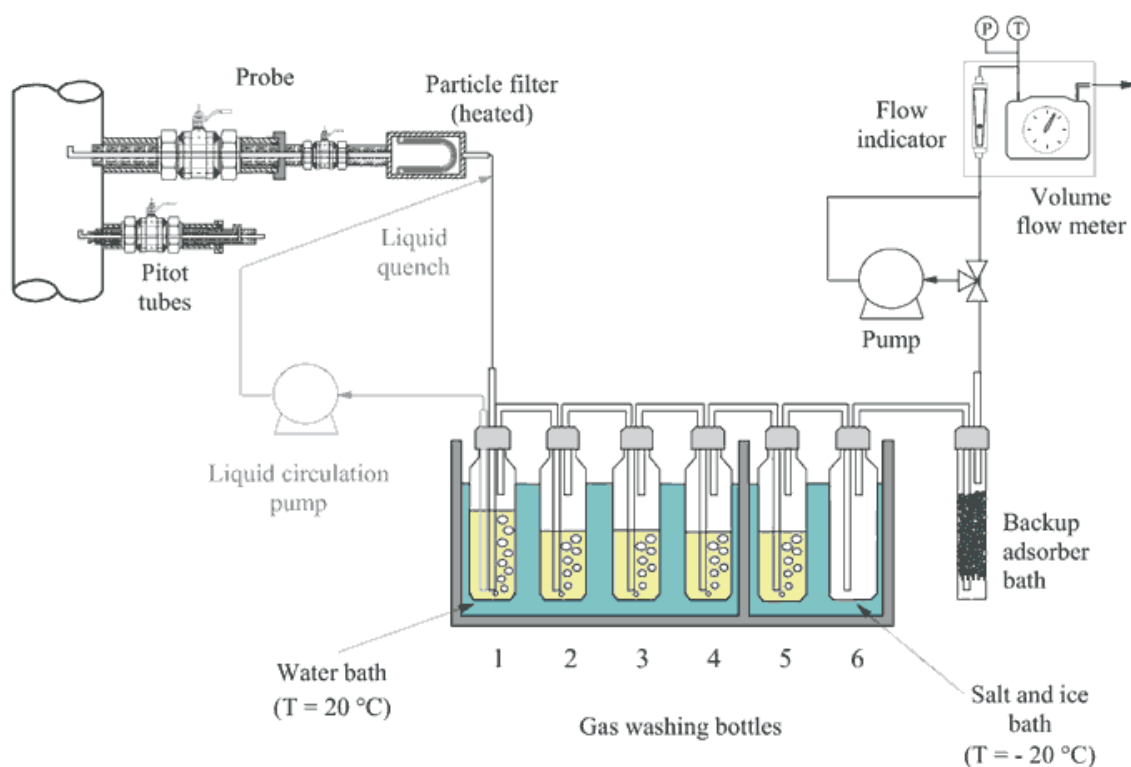 P
T
Probe
Particle filter
(heated)
Flow
indicator
Volume
flow meter
Liquid
quench
Pitot
tubes
Pump
Liquid circulation
pump
Backup
adsorber
bath
Water bath
(T = 20 °C)
1
2
3
4
5
6
Gas washing bottles
Salt and ice
bath
(T = - 20 °C)